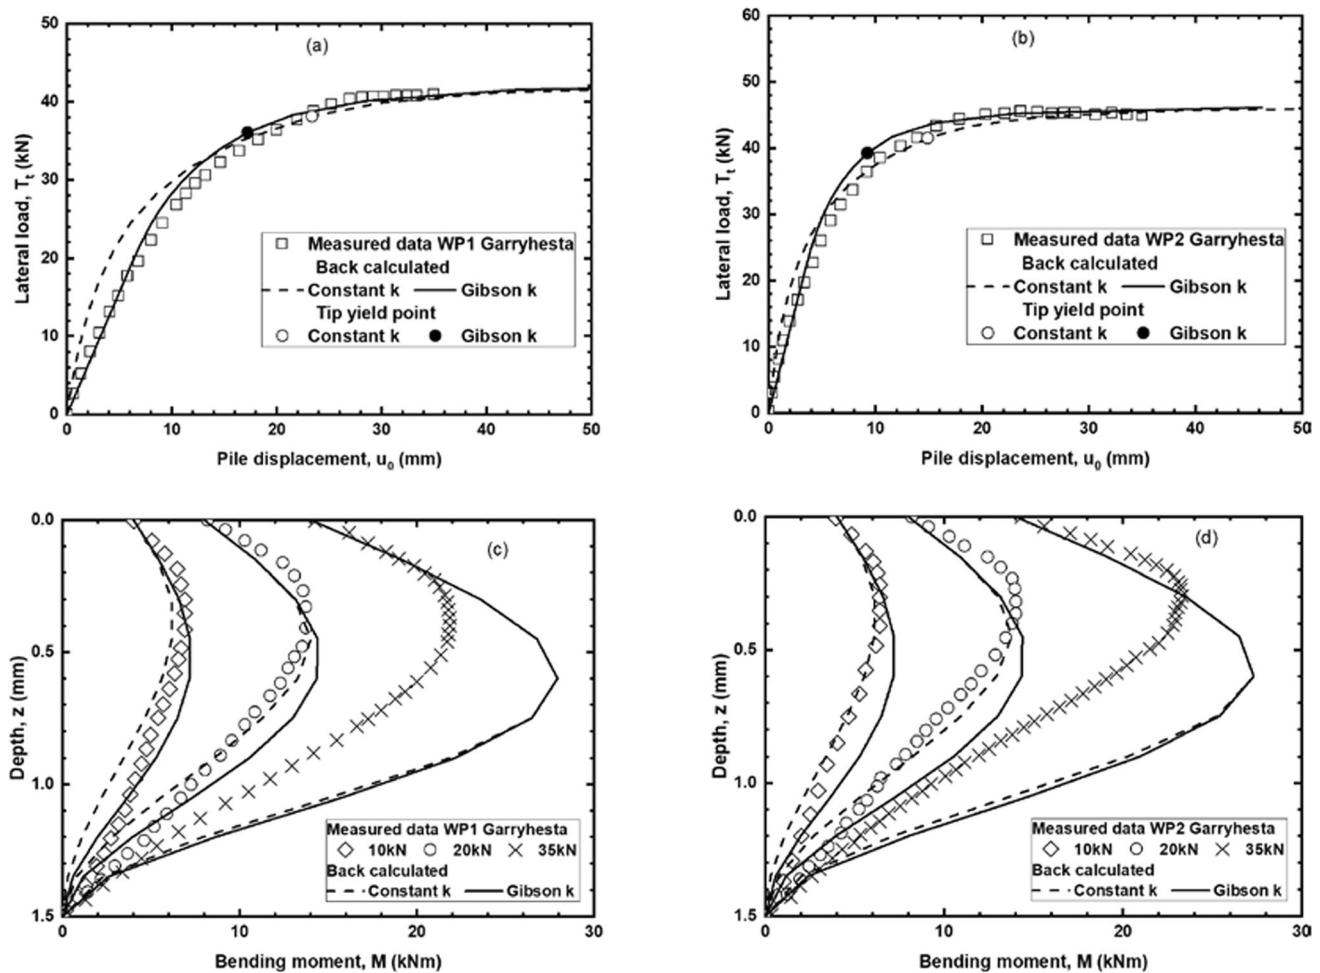 50
40
30
20
10
0
Lateral load, Tt (kN)
(a)
Measured data WP1 Garryhesta
Back calculated
Constant k Gibson k
Tip yield point
Constant k Gibson k
0 10 20 30 40 50
Pile displacement, u0 (mm)
60
50
40
30
20
10
0
Lateral load, Tt (kN)
(b)
Measured data WP2 Garryhesta
Back calculated
Constant k Gibson k
Tip yield point
Constant k Gibson k
0 10 20 30 40 50
Pile displacement, u0 (mm)
0.0
0.5
1.0
1.5
Depth, z (mm)
(c)
Measured data WP1 Garryhesta
10kN 20kN 35kN
Back calculated
Constant k Gibson k
0 10 20 30
Bending moment, M (kNm)
0.0
0.5
1.0
1.5
Depth, z (mm)
(d)
Measured data WP2 Garryhesta
10kN 20kN 35kN
Back calculated
Constant k Gibson k
0 10 20 30
Bending moment, M (kNm)